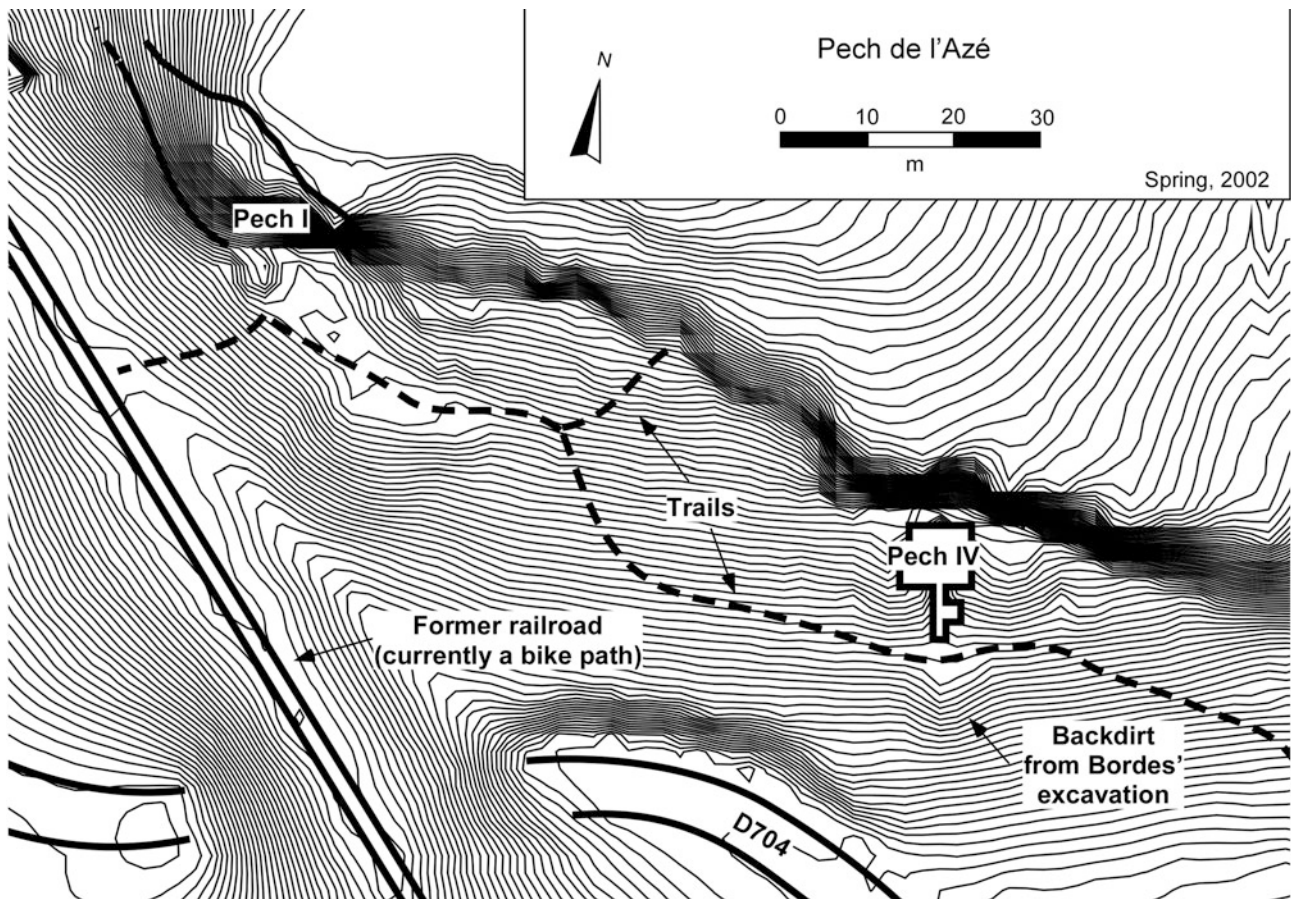 Pech de l'Azé
N
0 10 20 30
m
Spring, 2002
Pech I
Trails
Pech IV
Former railroad
(currently a bike path)
Backdirt
from Bordes'
excavation
D704